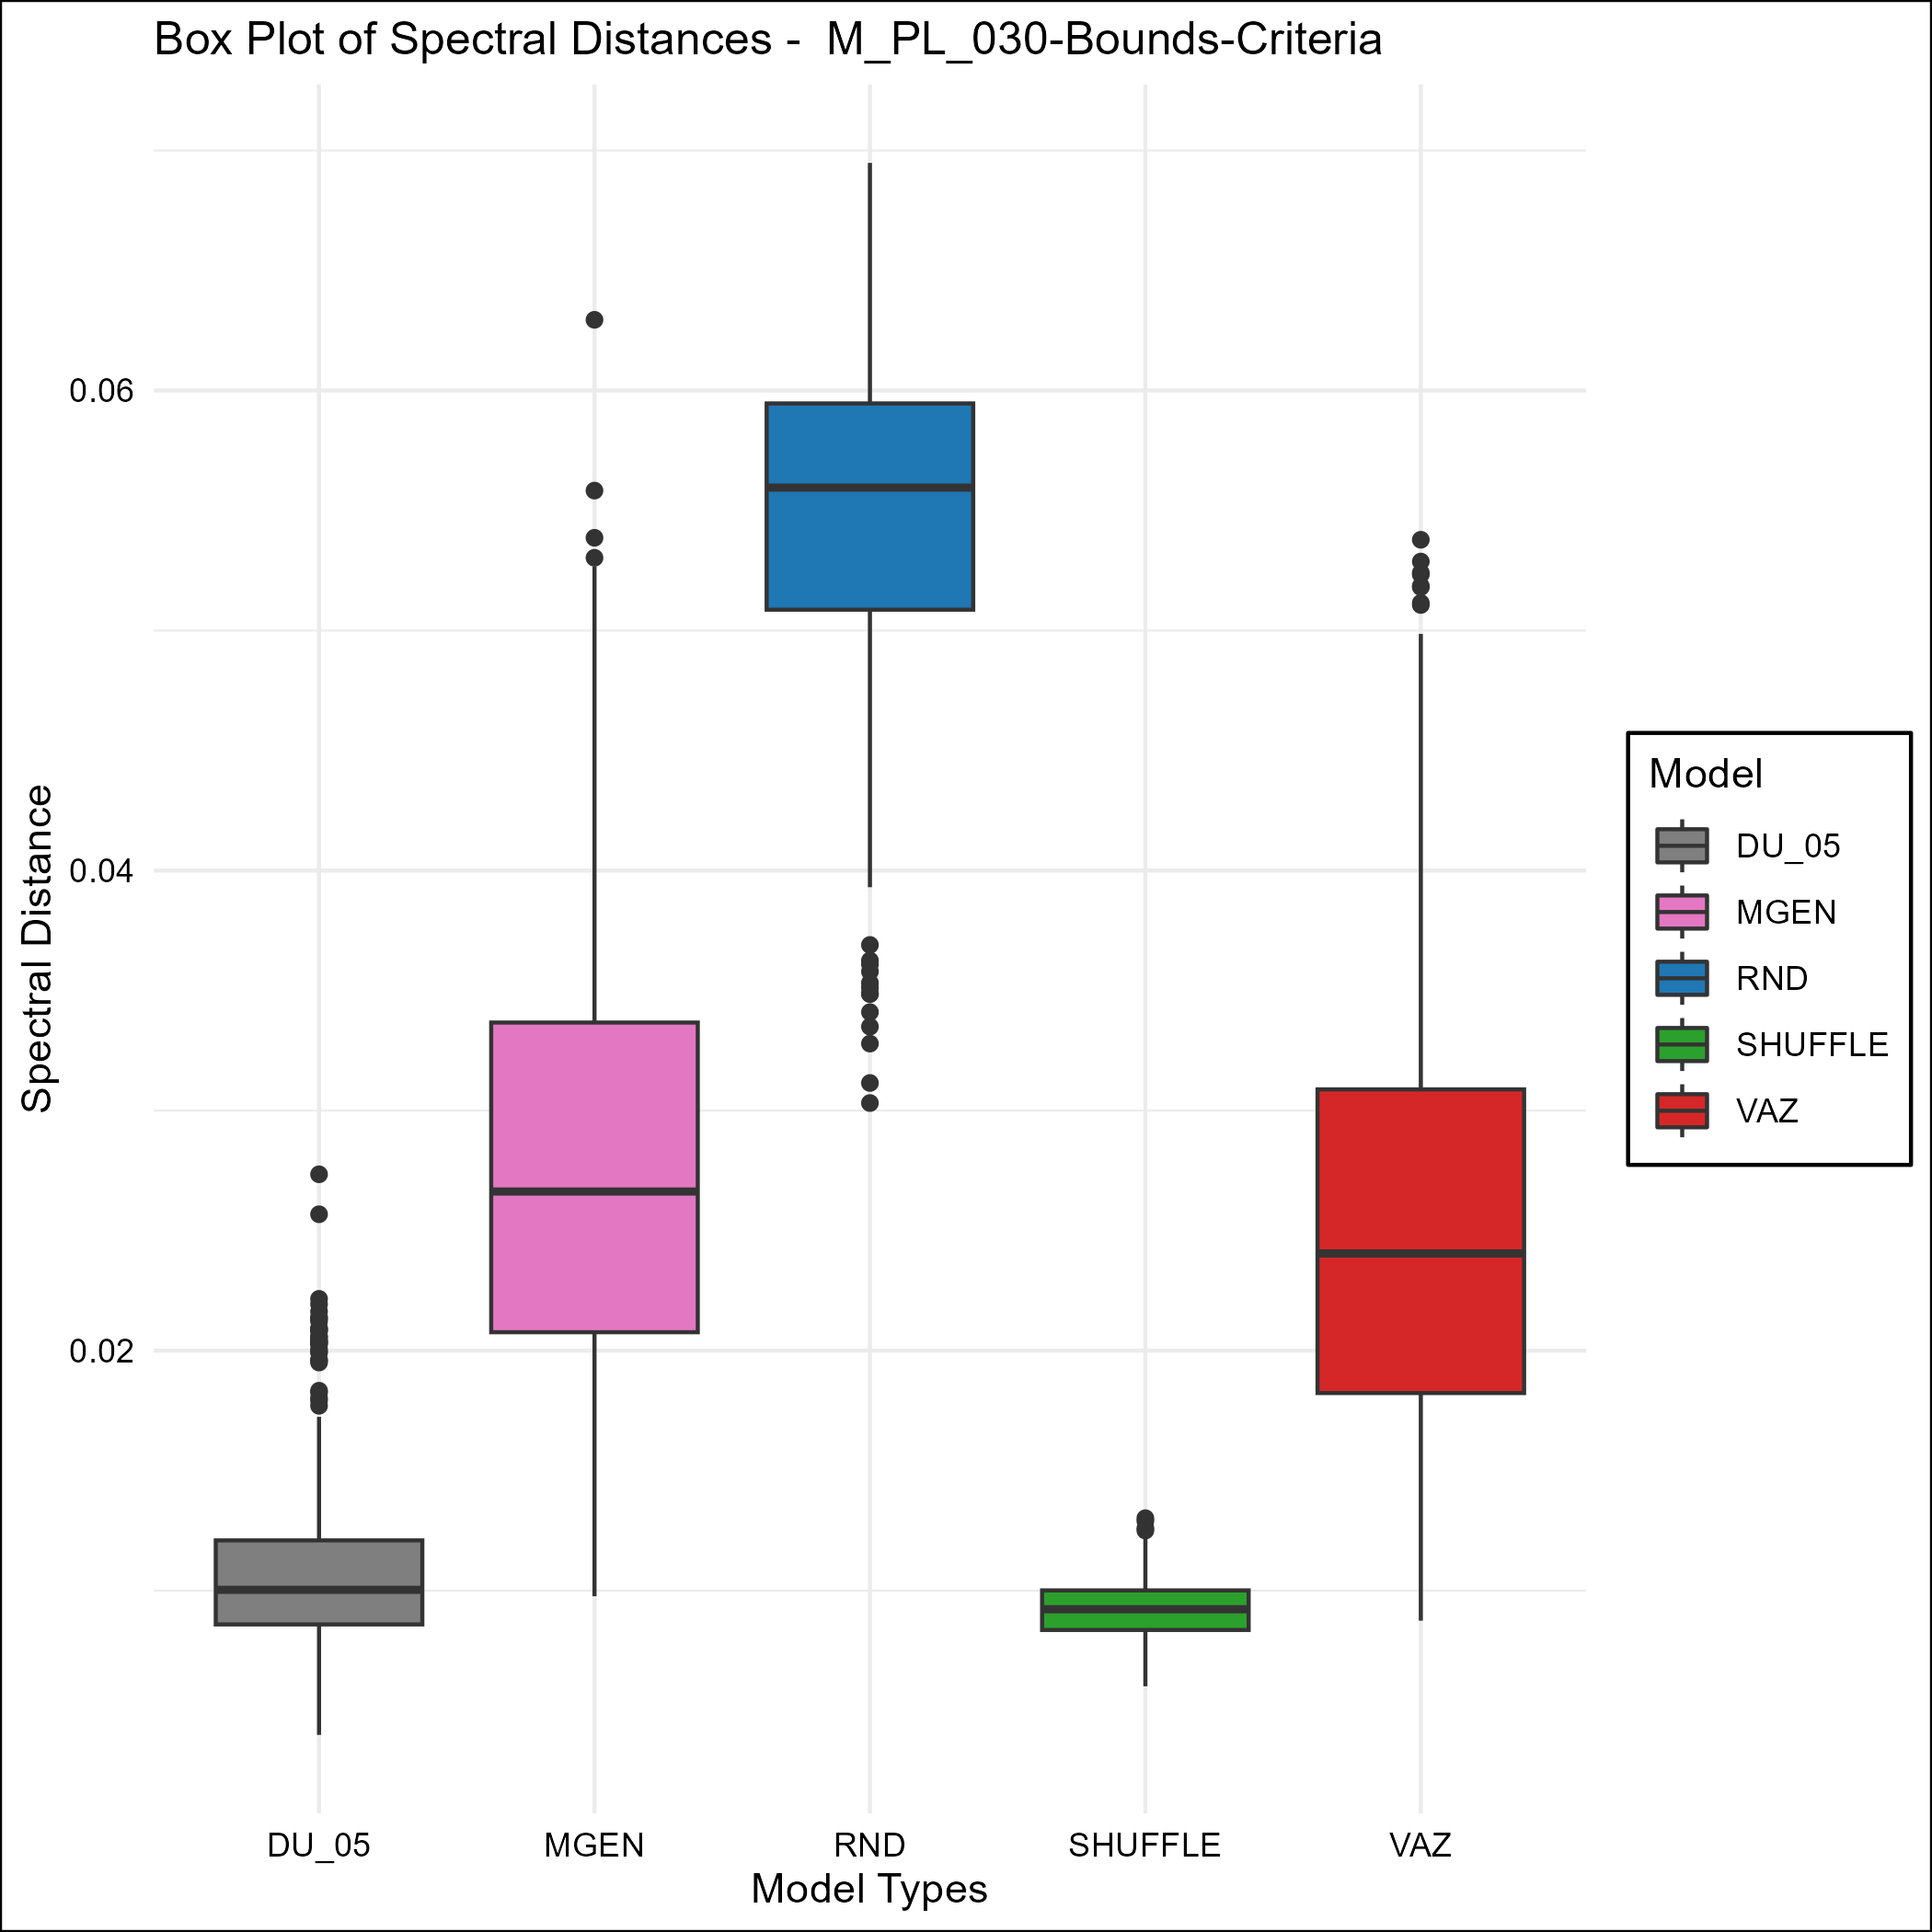 Box Plot of Spectral Distances -  M_PL_030-Bounds-Criteria
0.06
0.04
0.02
Spectral Distance
DU_05
MGEN
RND
SHUFFLE
VAZ
Model Types
Model
DU_05
MGEN
RND
SHUFFLE
VAZ